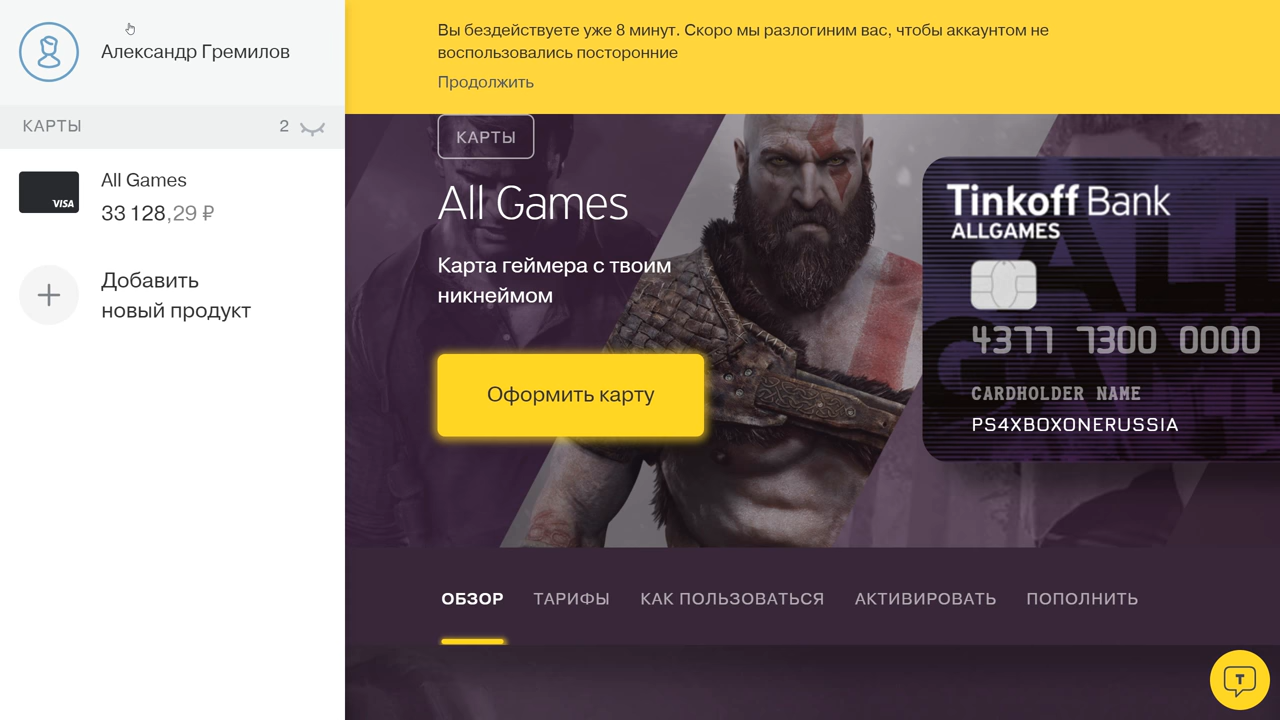 Александр Гремилов
КАРТЫ 2
All Games
VISA
33 128,29 ₽
Добавить
новый продукт
Вы бездействуете уже 8 минут. Скоро мы разлогиним вас, чтобы аккаунтом не
воспользовались посторонние
Продолжить
КАРТЫ
All Games
Карта геймера с твоим
никнеймом
Оформить карту
Tinkoff Bank
ALLGAMES
ALL
GAMES
4377 7300 0000
CARDHOLDER NAME
PS4XBOXONERUSSIA
ОБЗОР ТАРИФЫ КАК ПОЛЬЗОВАТЬСЯ АКТИВИРОВАТЬ ПОПОЛНИТЬ
T